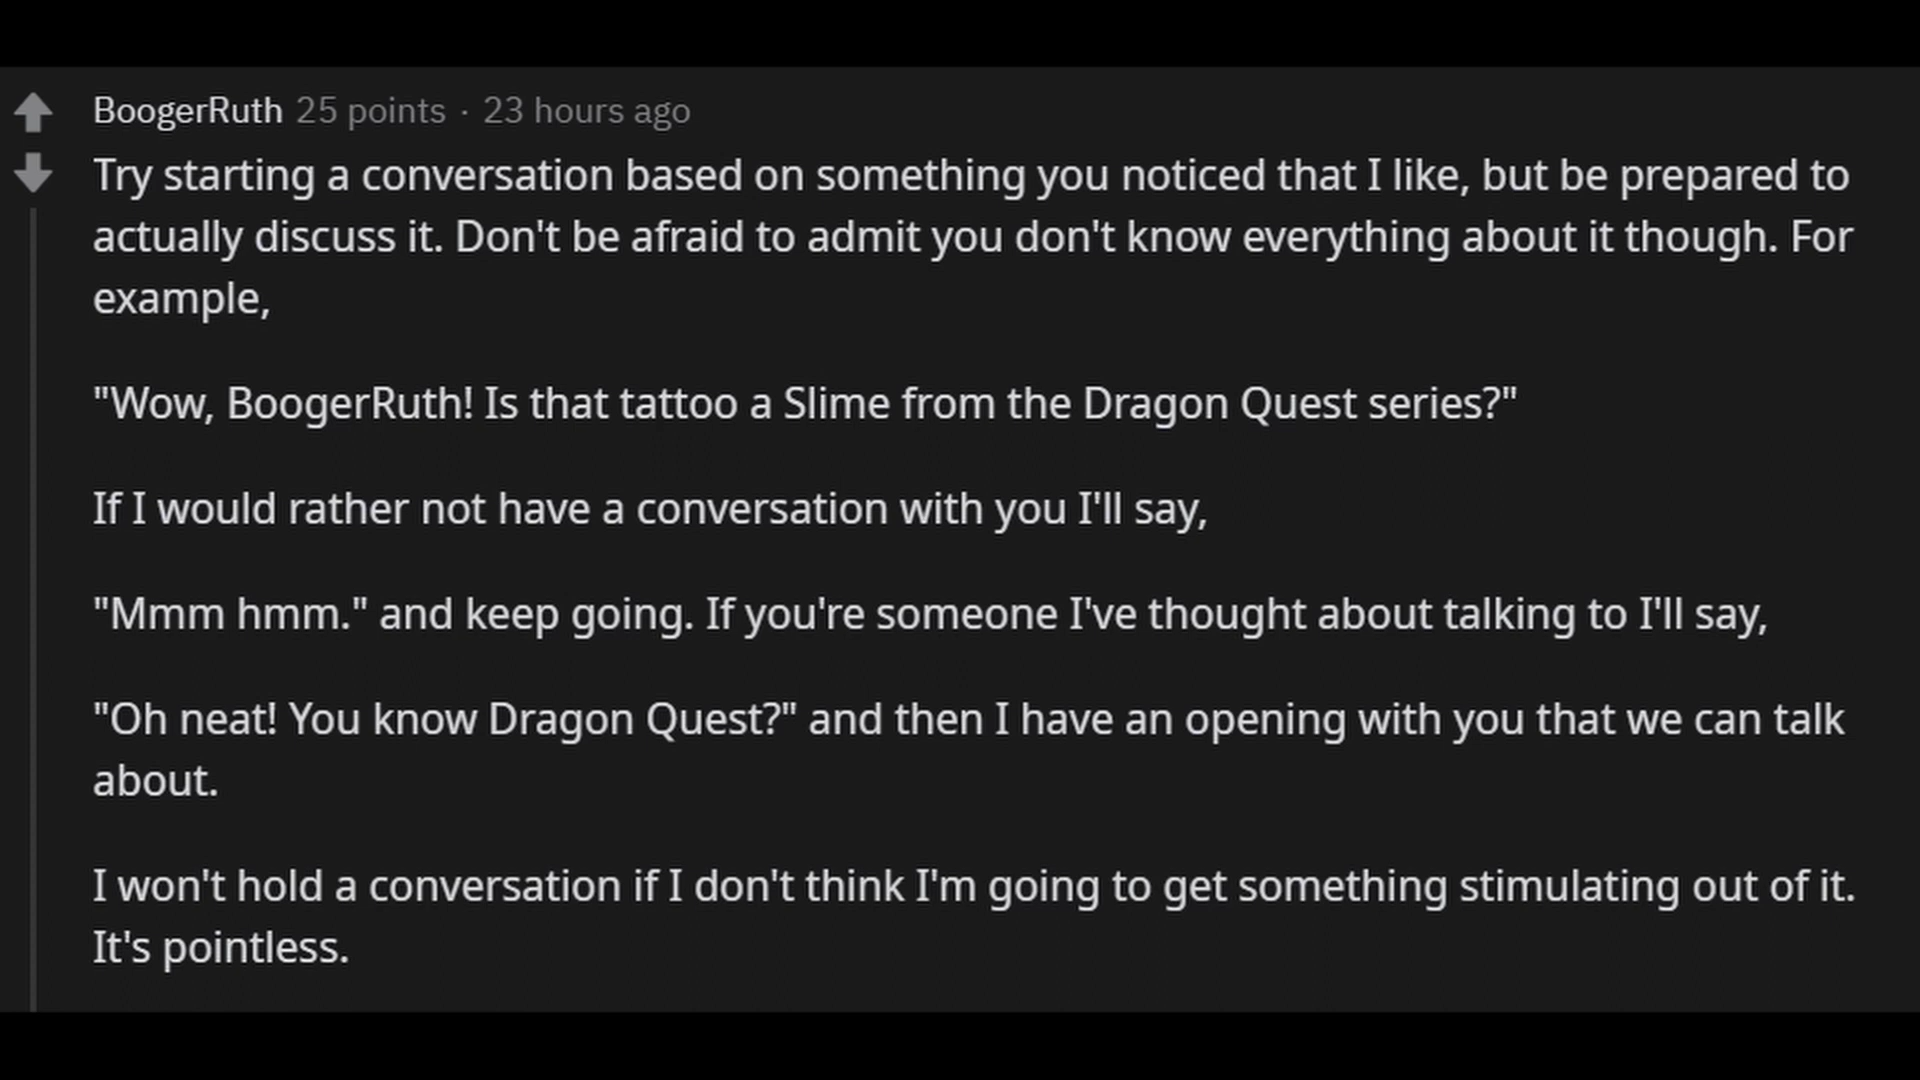 BoogerRuth 25 points · 23 hours ago
Try starting a conversation based on something you noticed that I like, but be prepared to
actually discuss it. Don't be afraid to admit you don't know everything about it though. For
example,
"Wow, BoogerRuth! Is that tattoo a Slime from the Dragon Quest series?"
If I would rather not have a conversation with you I'll say,
"Mmm hmm." and keep going. If you're someone I've thought about talking to I'll say,
"Oh neat! You know Dragon Quest?" and then I have an opening with you that we can talk
about.
I won't hold a conversation if I don't think I'm going to get something stimulating out of it.
It's pointless.